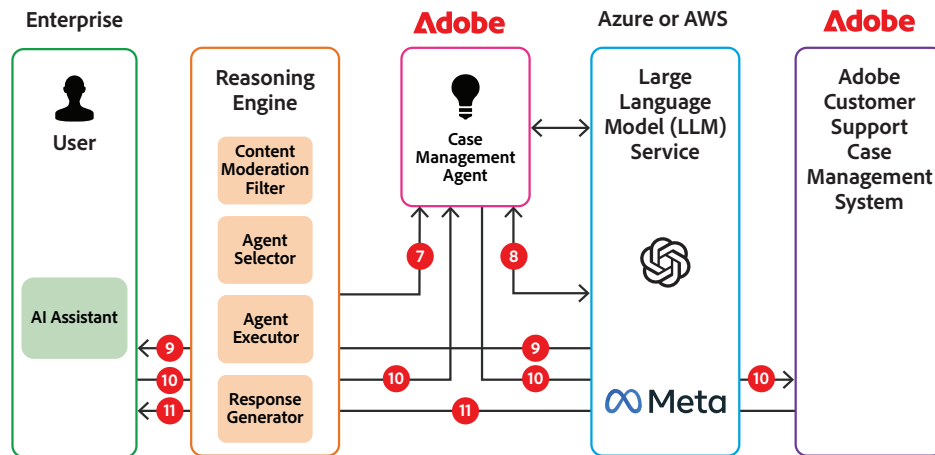 Enterprise
Adobe
Azure or AWS
Adobe
User
AI Assistant
Reasoning
Engine
Content
Moderation
Filter
Agent
Selector
Agent
Executor
Response
Generator
Case
Management
Agent
Large
Language
Model (LLM)
Service
Meta
Adobe
Customer
Support
Case
Management
System
7
8
9
9
10
10
10
10
11
11